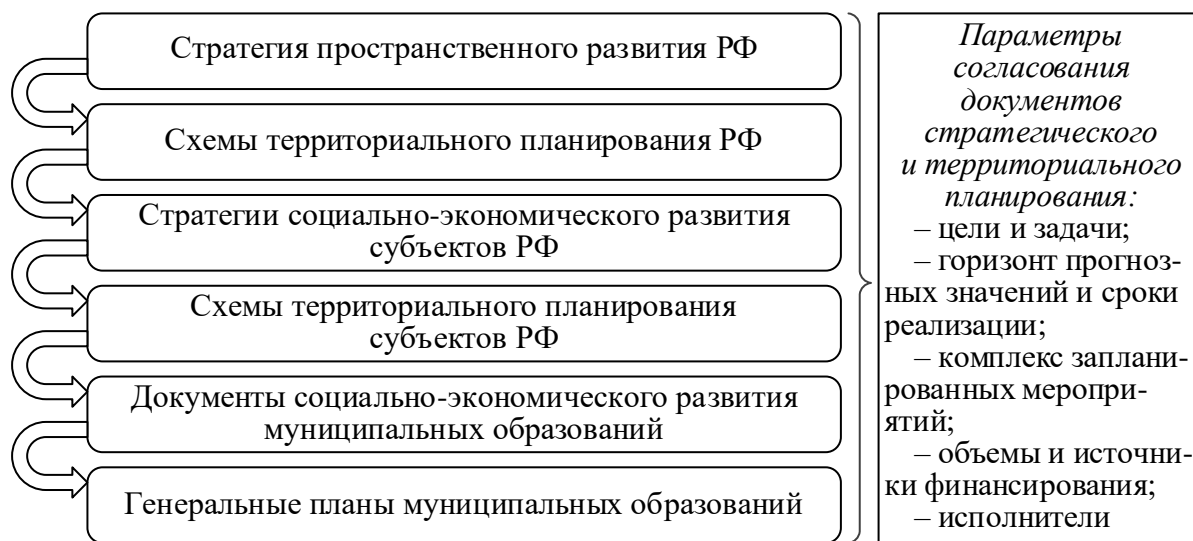 Стратегия пространственного развития РФ
Схемы территориального планирования РФ
Стратегии социально-экономического развития
субъектов РФ
Схемы территориального планирования
субъектов РФ
Документы социально-экономического развития
муниципальных образований
Генеральные планы муниципальных образований
Параметры
согласования
документов
стратегического
и территориального
планирования:
– цели и задачи;
– горизонт прогноз-
ных значений и сроки
реализации;
– комплекс заплани-
рованных меропри-
ятий;
– объемы и источни-
ки финансирования;
– исполнители